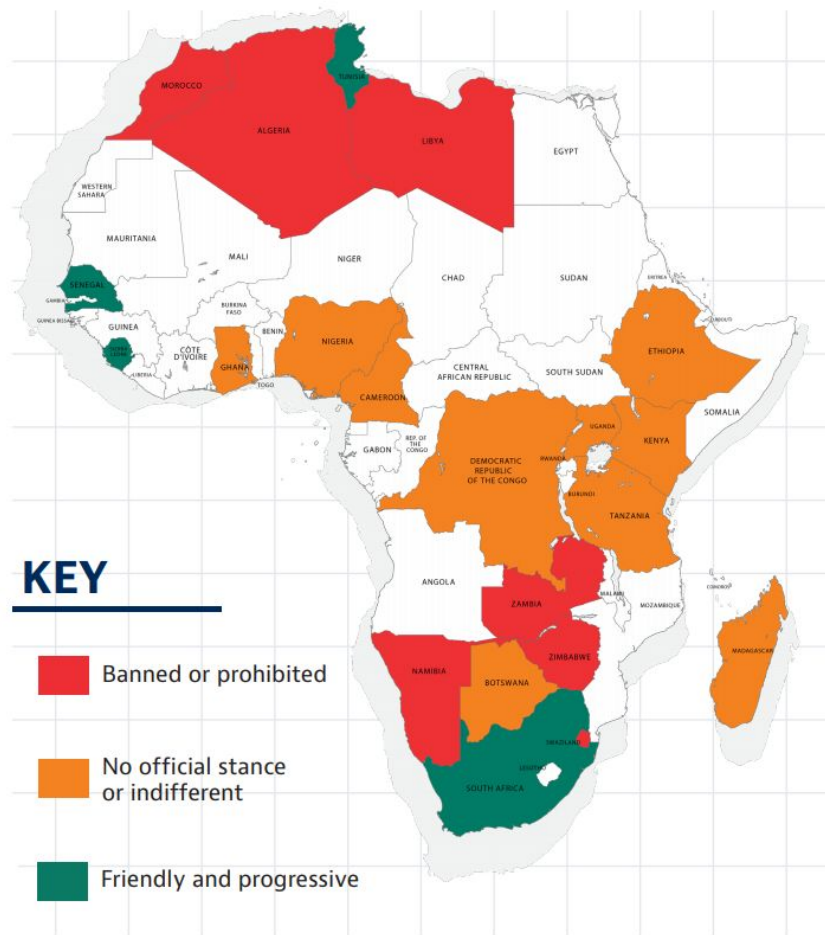 TUNISIA
MOROCCO
ALGERIA
LIBYA
EGYPT
WESTERN
SAHARA
MAURITANIA
MALI
NIGER
CHAD
SUDAN
ERITREA
SENEGAL
GAMBIA
GUINEA BISSAU
GUINEA
BURKINA
FASO
BENIN
NIGERIA
DJIBOUTI
SIERRA
LEONE
CÔTE
D'IVOIRE
GHANA
ETHIOPIA
LIBERIA
TOGO
CENTRAL
AFRICAN REPUBLIC
SOUTH SUDAN
CAMEROON
SOMALIA
UGANDA
KENYA
GABON
REP. OF
THE
CONGO
DEMOCRATIC
REPUBLIC
OF THE CONGO
RWANDA
BURUNDI
TANZANIA
KEY
ANGOLA
ZAMBIA
MALAWI
MOZAMBIQUE
COMOROS
MADAGASCAR
Banned or prohibited
NAMIBIA
ZIMBABWE
BOTSWANA
SWAZILAND
LESOTHO
SOUTH AFRICA
No official stance
or indifferent
Friendly and progressive